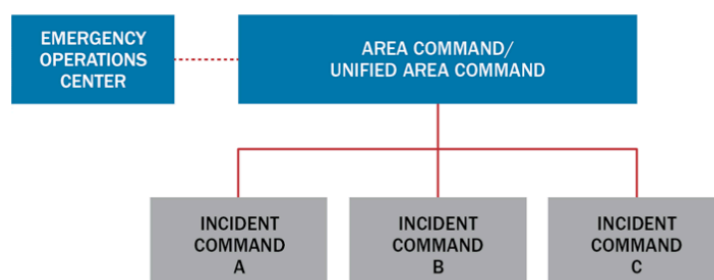 EMERGENCY
OPERATIONS
CENTER
AREA COMMAND/
UNIFIED AREA COMMAND
INCIDENT
COMMAND
A
INCIDENT
COMMAND
B
INCIDENT
COMMAND
C